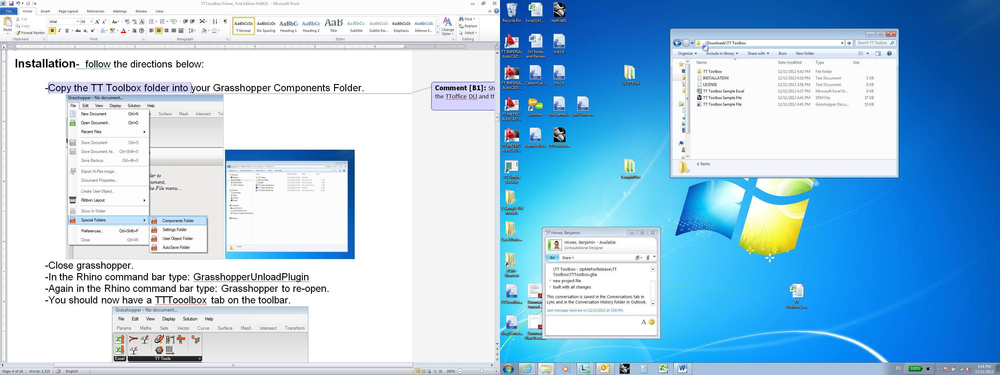 TTTooolbox Primer_ First Edition-PUBLIC - Microsoft Word
File Home Insert Page Layout References Mailings Review View
Paste
Cut
Copy
Format Painter
Clipboard
Arial 14
Font
Paragraph
AaBbCcDc AaBbCcDc AaBbC AaBbCc AaB AaBbCc. AaBbCcDc AaBbCcDc AaBbCcDc
¶ Normal No Spacing Heading 1 Heading 2 Title Subtitle Subtle Em... Emphasis Intense E...
Styles
Change Styles
Find
Replace
Select
Editing
Installation- follow the directions below:
-Copy the TT Toolbox folder into your Grasshopper Components Folder.
Comment [B1]: Sh
the TToffice DLl and th
Grasshopper - No document...
File Edit View Display Solution Help
Surface Mesh Intersect Tra
New Document Ctrl+N
Open Document... Ctrl+O
Recent Files
Save Document Ctrl+S
Save Document As... Ctrl+Shift+S
Save Backup Ctrl+Alt+S
Export Hi-Res image...
Document Properties...
Create User Object...
Ribbon Layout
Show In Folder
Special Folders
Preferences... Ctrl+Shift+P
Close Ctrl+W
der to
cument,
he File menu...
Components Folder
Settings Folder
User Object Folder
AutoSave Folder
-Close grasshopper.
-In the Rhino command bar type: GrasshopperUnloadPlugin
-Again in the Rhino command bar type: Grasshopper to re-open.
-You should now have a TTTooolbox tab on the toolbar.
Grasshopper - No document...
File Edit View Display Solution Help
Params Maths Sets Vector Curve Surface Mesh Intersect Transform
Excel TT Tools
Page: 4 of 16 Words: 1,325 English 200%
Recycle Bin Excel2GH_... testFile01
TT IMPERIAL AutoCAD ... GH Notes and Review trib1.6
TT IMPERIAL AutoCAD ... CarbonCal... trib2.6
TT METRIC AutoCAD ... join.me tribExampl... unitConver...
TT METRIC AutoCAD ... RemoveDu... TTTooolbo...
TT Simple Backup
3_Sample GH Models
CaseWorks...
AGM - Shortcut
TTTooolbo... Summar Annual ...
BrepCenter... Summar Plan Desc...
OLDTTGH
TempMOve
TT Toolbox_Sa...
...\Downloads\TT Toolbox
Search TT Toolbox
Organize Include in library Share with Burn New folder
Name Date modified Type Size
TT Toolbox 12/11/2012 4:42 PM File folder
INSTALLATION 12/11/2012 4:10 PM Text Document 1 KB
LICENSE 12/11/2012 3:56 PM Text Document 0 KB
TT Toolbox Sample Excel 12/11/2012 4:37 PM Microsoft Excel W... 9 KB
TT Toolbox Sample File 12/11/2012 4:41 PM 3DM File 37 KB
TT Toolbox Sample File 12/11/2012 4:41 PM Grasshopper Docu... 55 KB
6 items
Howes, Benjamin
Howes, Benjamin - Available
Computational Designer
IM Share
\TT Toolbox - zipMeForRelease\TT
Toolbox\TTToolbox.gha
new project file
built with all changes
This conversation is saved in the Conversations tab in
Lync and in the Conversation History folder in Outlook.
Last message received on 12/11/2012 at 3:58 PM.
EN 100% 4:44 PM
12/11/2012